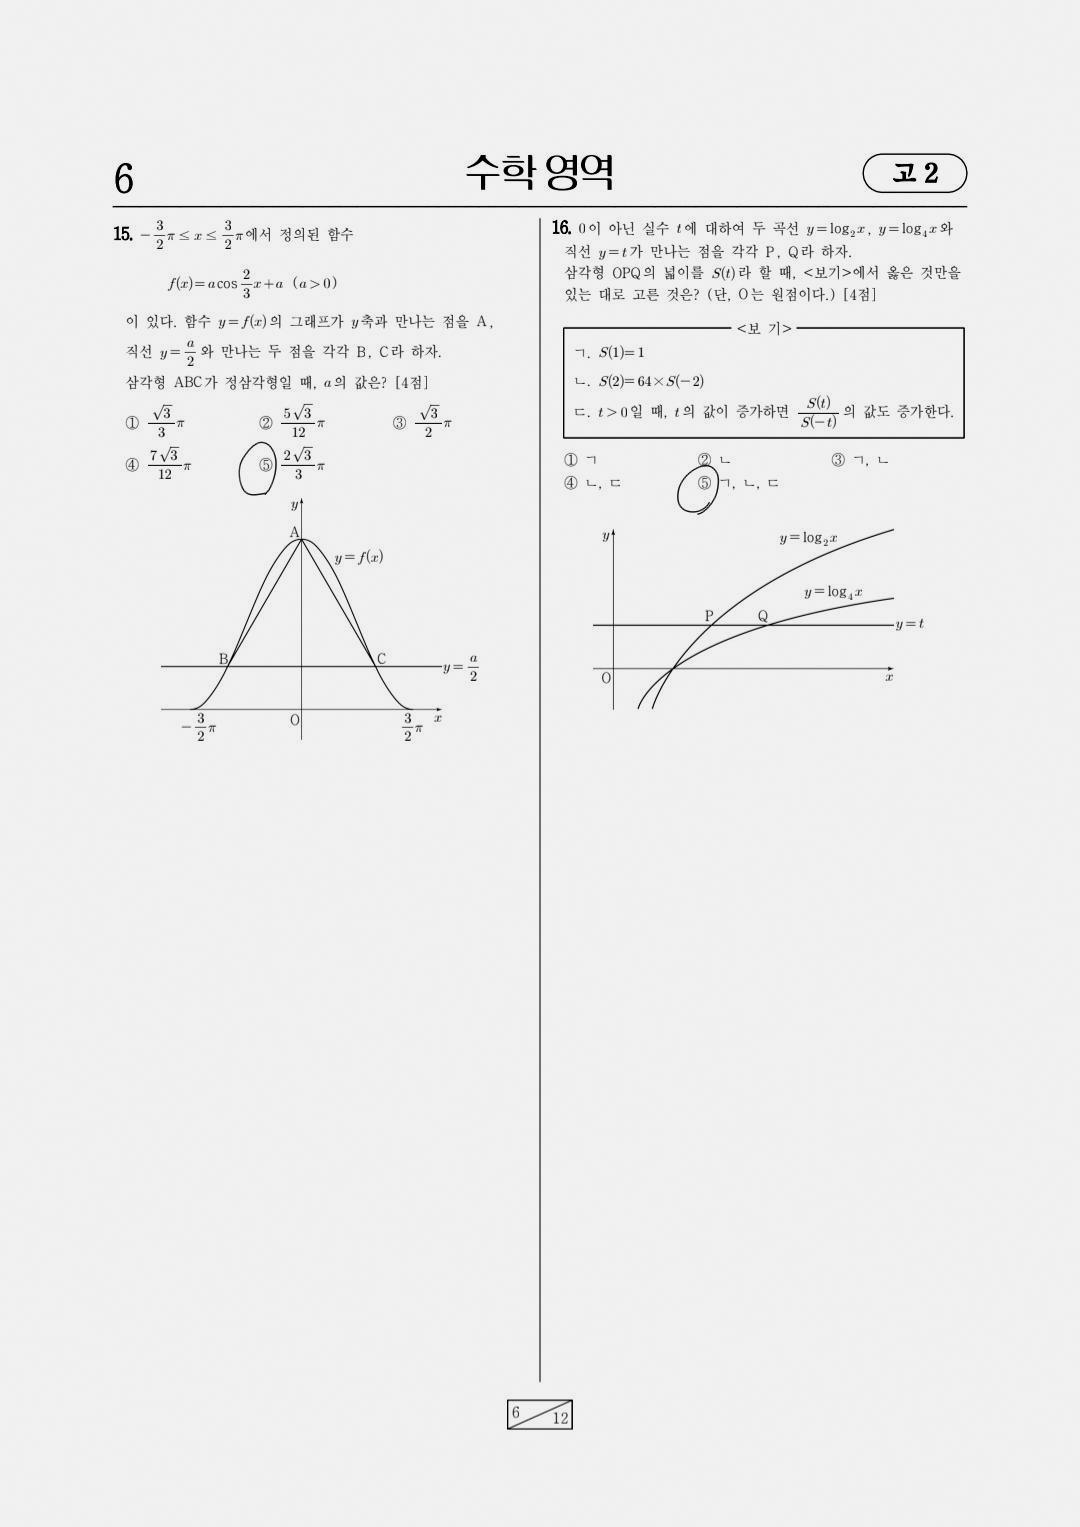 6
수학 영역
고 2
15. $-\frac{3}{2}\pi \le x \le \frac{3}{2}\pi$에서 정의된 함수
$f(x)=a\cos\frac{2}{3}x+a$ ($a>0$)
이 있다. 함수 $y=f(x)$의 그래프가 $y$축과 만나는 점을 A,
직선 $y=\frac{a}{2}$와 만나는 두 점을 각각 B, C라 하자.
삼각형 ABC가 정삼각형일 때, $a$의 값은? [4점]
① $\frac{\sqrt{3}}{3}\pi$ ② $\frac{5\sqrt{3}}{12}\pi$ ③ $\frac{\sqrt{3}}{2}\pi$
④ $\frac{7\sqrt{3}}{12}\pi$ ⑤ $\frac{2\sqrt{3}}{3}\pi$
y
A
y=f(x)
B
C
$y=\frac{a}{2}$
$-\frac{3}{2}\pi$
O
$\frac{3}{2}\pi$
x
16. 0이 아닌 실수 $t$에 대하여 두 곡선 $y=\log_2 x$, $y=\log_4 x$와
직선 $y=t$가 만나는 점을 각각 P, Q라 하자.
삼각형 OPQ의 넓이를 $S(t)$라 할 때, <보기>에서 옳은 것만을
있는 대로 고른 것은? (단, O는 원점이다.) [4점]
<보 기>
ㄱ. $S(1)=1$
ㄴ. $S(2)=64\times S(-2)$
ㄷ. $t>0$일 때, $t$의 값이 증가하면 $\frac{S(t)}{S(-t)}$의 값도 증가한다.
① ㄱ ② ㄴ ③ ㄱ, ㄴ
④ ㄴ, ㄷ ⑤ ㄱ, ㄴ, ㄷ
y
$y=\log_2 x$
$y=\log_4 x$
P
Q
y=t
O
x
6
12